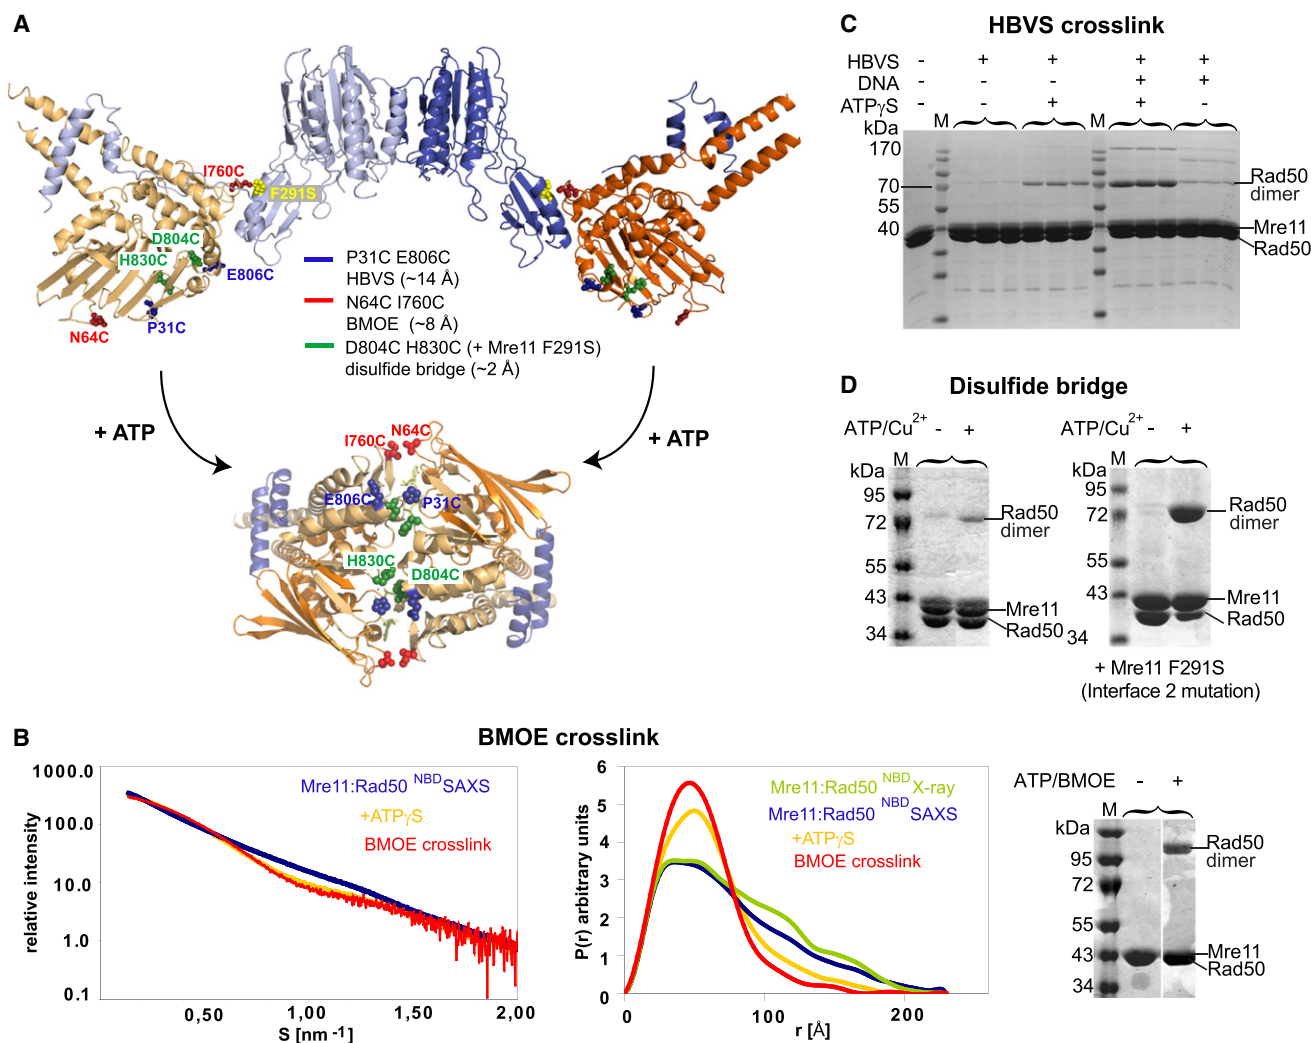 A
I760C
F291S
D804C
H830C
E806C
P31C
N64C
P31C E806C
HBVS (~14 Å)
N64C I760C
BMOE (~8 Å)
D804C H830C (+ Mre11 F291S)
disulfide bridge (~2 Å)
+ ATP
+ ATP
I760C N64C
E806C P31C
H830C
D804C
B
BMOE crosslink
1000.0
100.0
10.0
1.0
0.1
relative intensity
0,50 1,00 1,50 2,00
S [nm -1]
Mre11:Rad50 NBD SAXS
+ATPγS
BMOE crosslink
6
5
4
3
2
1
0
P(r) arbitrary units
0 100 200
r [Å]
Mre11:Rad50 NBD X-ray
Mre11:Rad50 NBD SAXS
+ATPγS
BMOE crosslink
ATP/BMOE - +
M
kDa
95
72
55
43
34
Rad50
dimer
Mre11
Rad50
C
HBVS crosslink
HBVS - + + + +
DNA - - - + +
ATPγS - - + + -
kDa M M
170
70
55
40
Rad50
dimer
Mre11
Rad50
D
Disulfide bridge
ATP/Cu2+ - +
M
kDa
95
72
55
43
34
Rad50
dimer
Mre11
Rad50
ATP/Cu2+ - +
M
kDa
95
72
55
43
34
Rad50
dimer
Mre11
Rad50
+ Mre11 F291S
(Interface 2 mutation)